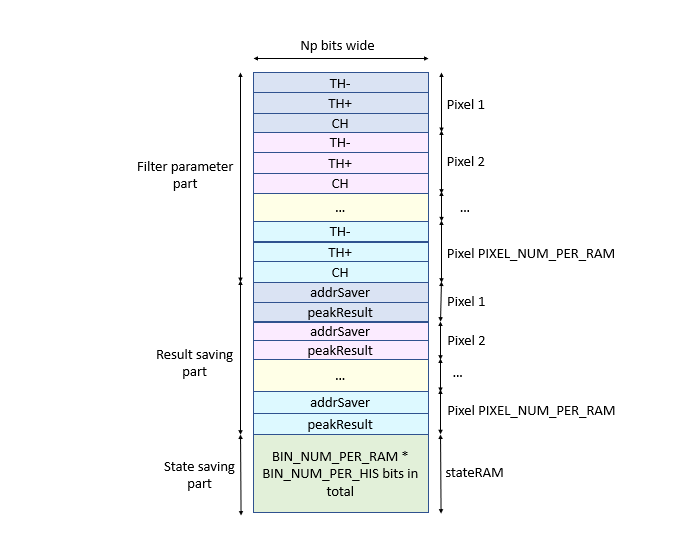 Np bits wide
TH-
TH+
CH
Pixel 1
TH-
TH+
CH
Pixel 2
...
...
TH-
TH+
CH
Pixel PIXEL_NUM_PER_RAM
Filter parameter
part
addrSaver
peakResult
Pixel 1
addrSaver
peakResult
Pixel 2
...
...
addrSaver
peakResult
Pixel PIXEL_NUM_PER_RAM
Result saving
part
BIN_NUM_PER_RAM *
BIN_NUM_PER_HIS bits in
total
State saving
part
stateRAM